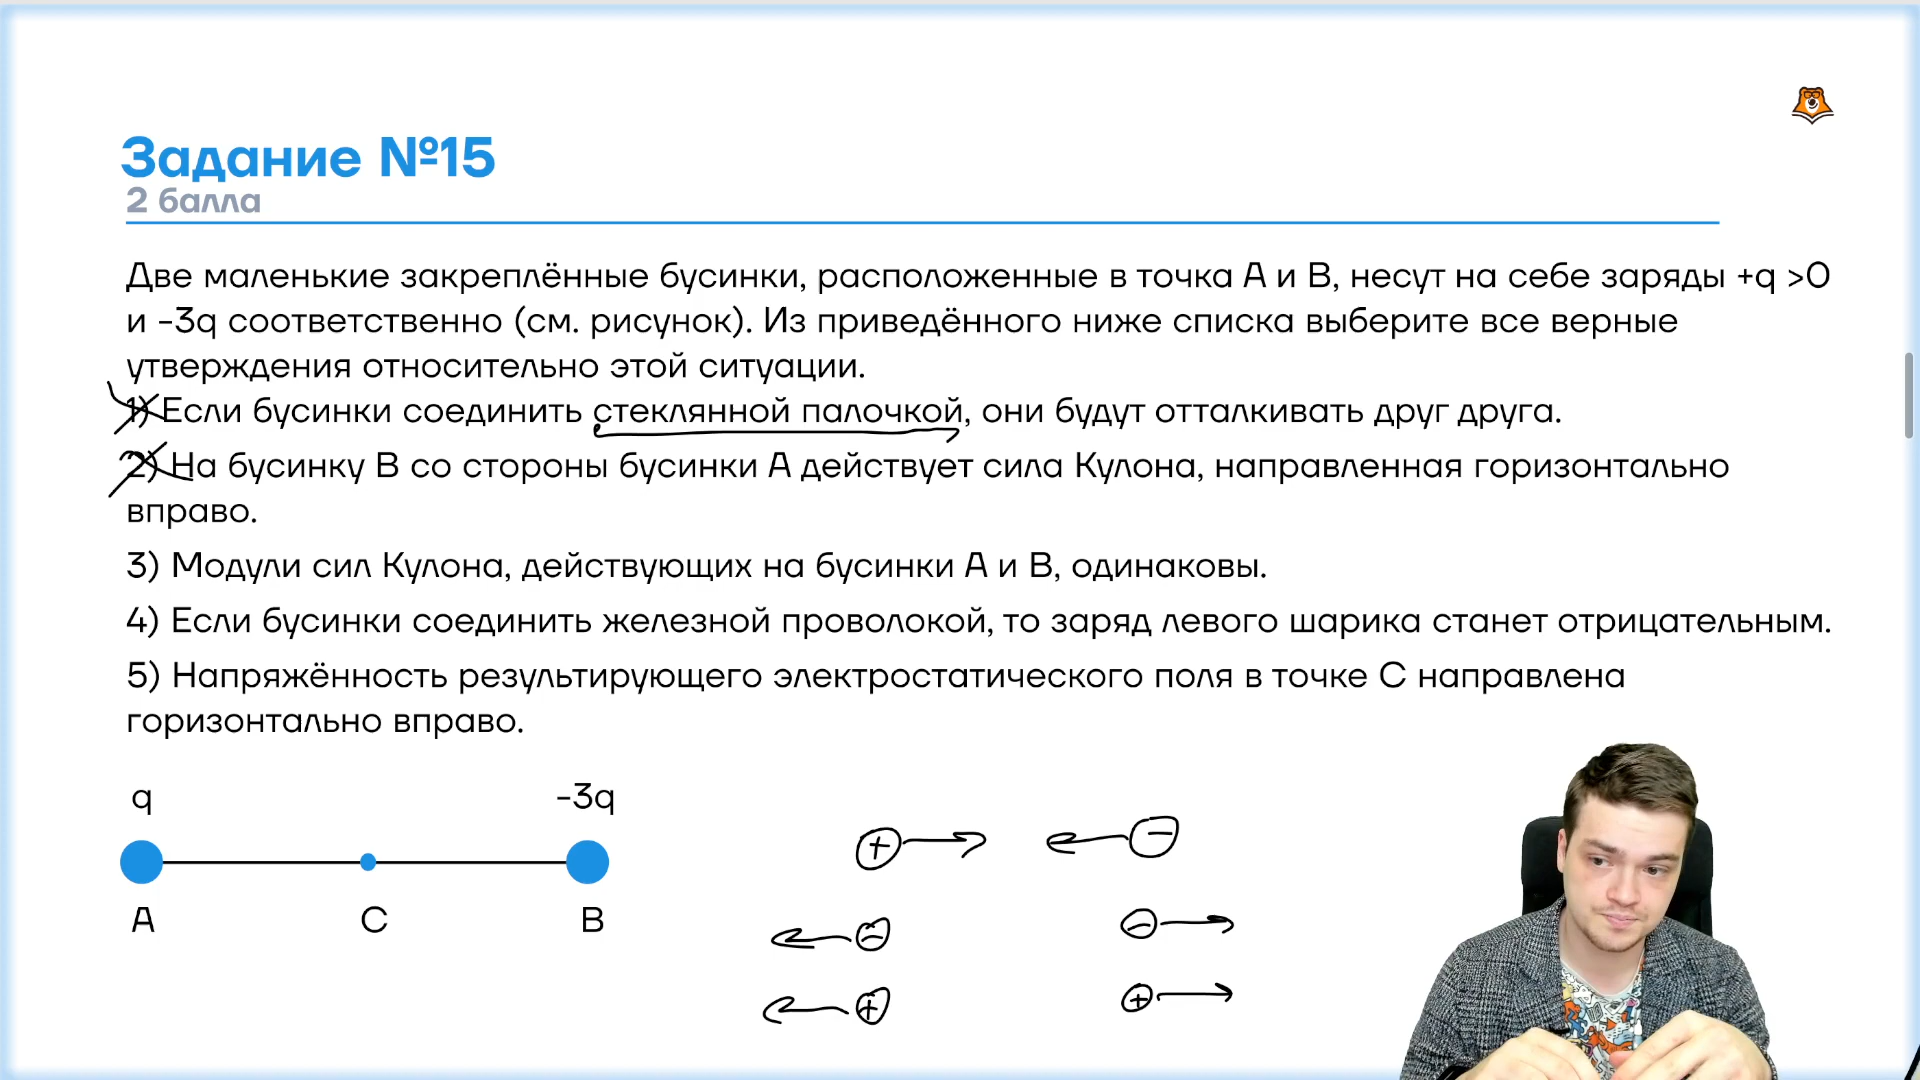 Задание №15
2 балла
Две маленькие закреплённые бусинки, расположенные в точка А и В, несут на себе заряды +q >0
и -3q соответственно (см. рисунок). Из приведённого ниже списка выберите все верные
утверждения относительно этой ситуации.
1) Если бусинки соединить стеклянной палочкой, они будут отталкивать друг друга.
2) На бусинку В со стороны бусинки А действует сила Кулона, направленная горизонтально
вправо.
3) Модули сил Кулона, действующих на бусинки А и В, одинаковы.
4) Если бусинки соединить железной проволокой, то заряд левого шарика станет отрицательным.
5) Напряжённость результирующего электростатического поля в точке С направлена
горизонтально вправо.
q -3q
А С В
+ -
- -
+ +